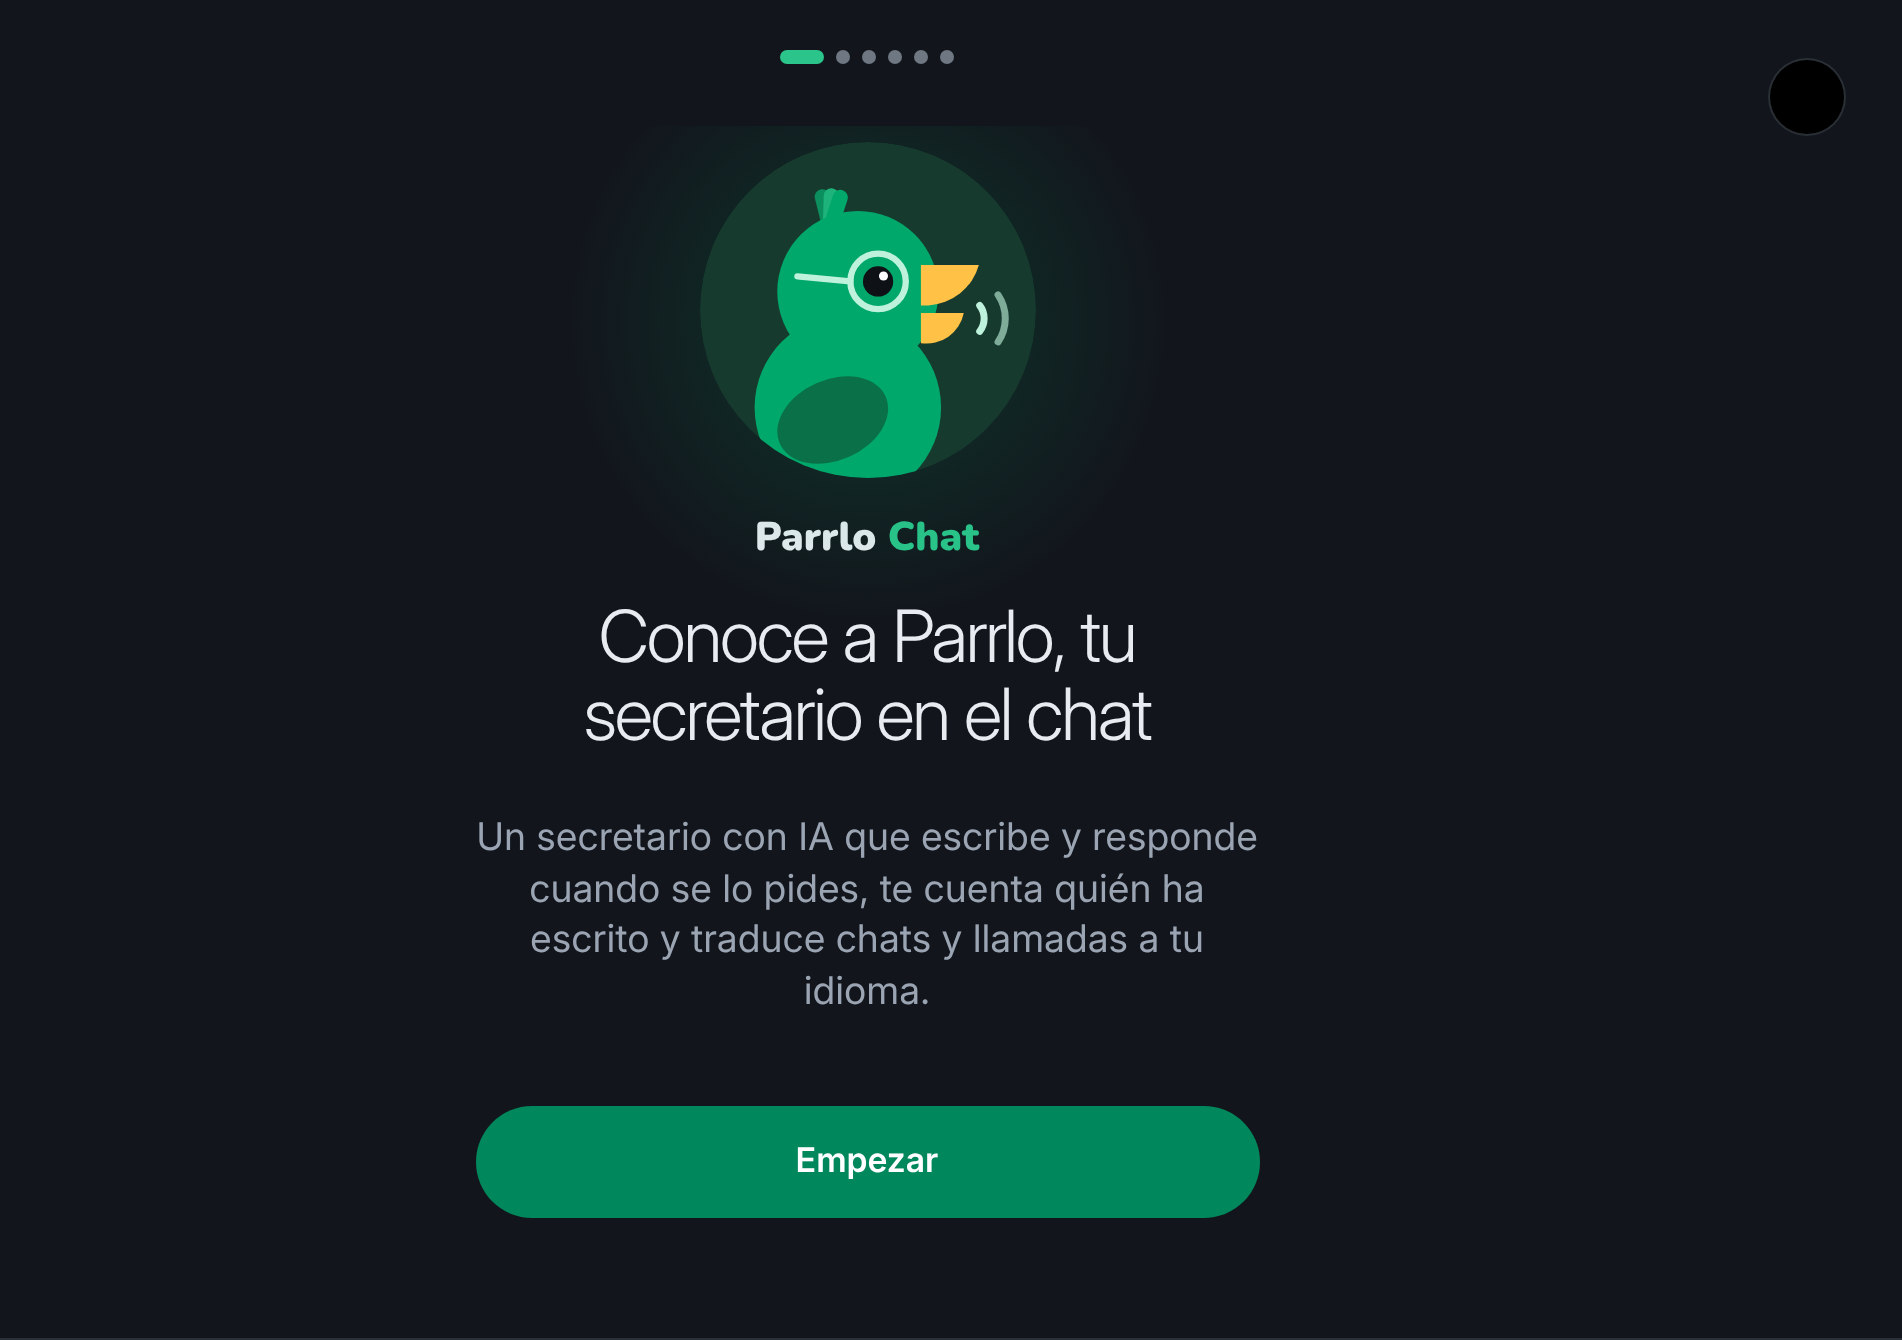 Parrlo Chat
Conoce a Parrlo, tu
secretario en el chat
Un secretario con IA que escribe y responde
cuando se lo pides, te cuenta quién ha
escrito y traduce chats y llamadas a tu
idioma.
Empezar